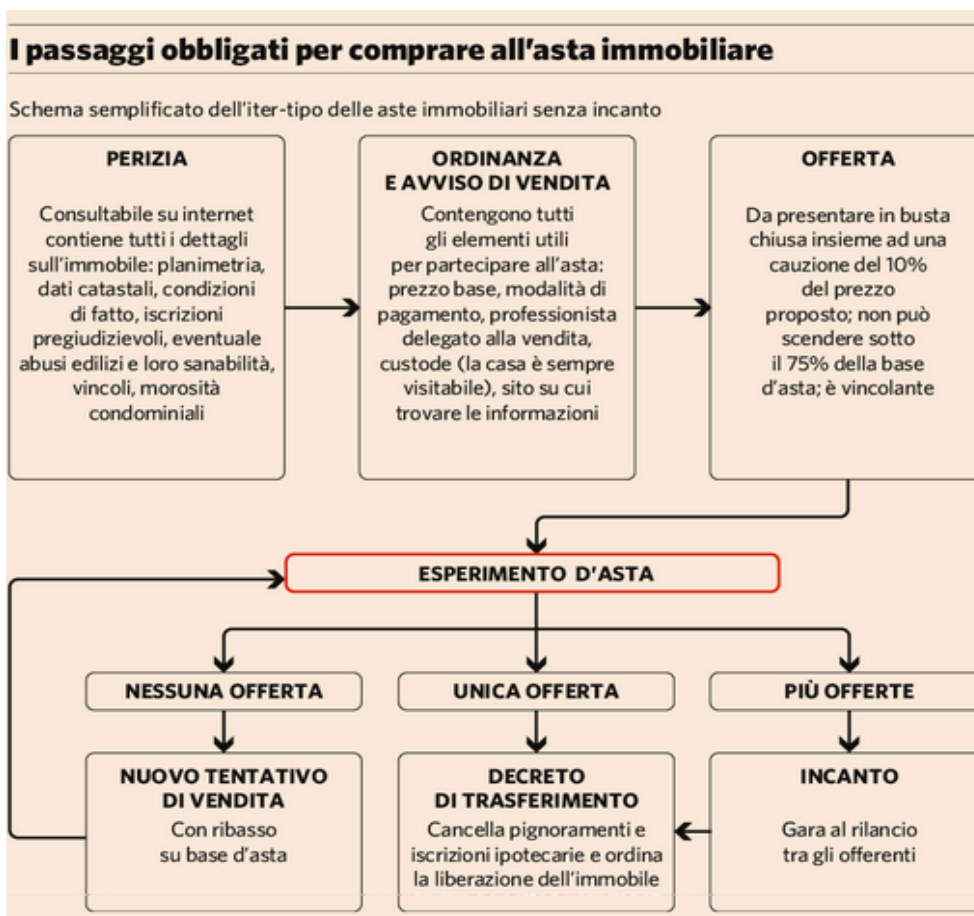 I passaggi obbligati per comprare all'asta immobiliare
Schema semplificato dell'iter-tipo delle aste immobiliari senza incanto
PERIZIA
Consultabile su internet
contiene tutti i dettagli
sull'immobile: planimetria,
dati catastali, condizioni
di fatto, iscrizioni
pregiudizievoli, eventuale
abusi edilizi e loro sanabilità,
vincoli, morosità
condominiali
ORDINANZA
E AVVISO DI VENDITA
Contengono tutti
gli elementi utili
per partecipare all'asta:
prezzo base, modalità di
pagamento, professionista
delegato alla vendita,
custode (la casa è sempre
visitabile), sito su cui
trovare le informazioni
OFFERTA
Da presentare in busta
chiusa insieme ad una
cauzione del 10%
del prezzo
proposto; non può
scendere sotto
il 75% della base
d'asta; è vincolante
ESPERIMENTO D'ASTA
NESSUNA OFFERTA
UNICA OFFERTA
PIÙ OFFERTE
NUOVO TENTATIVO
DI VENDITA
Con ribasso
su base d'asta
DECRETO
DI TRASFERIMENTO
Cancella pignoramenti e
iscrizioni ipotecarie e ordina
la liberazione dell'immobile
INCANTO
Gara al rilancio
tra gli offerenti